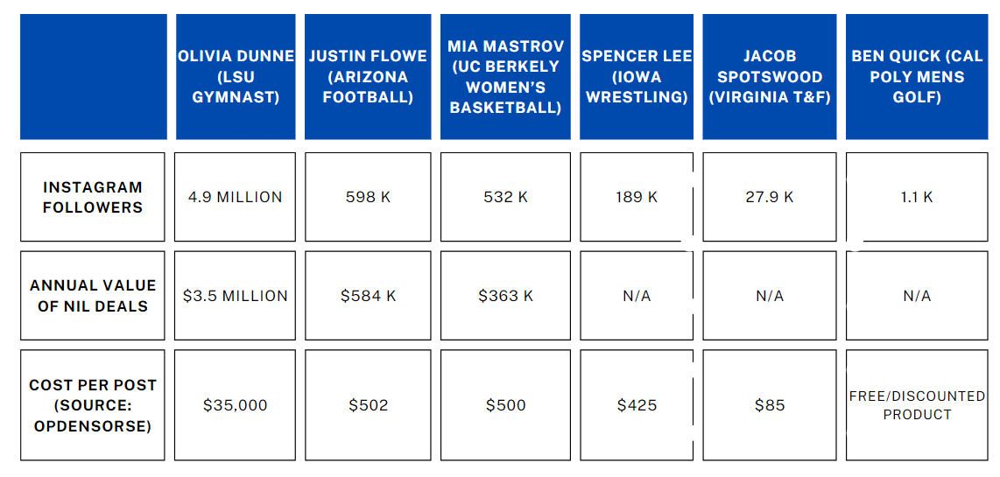 OLIVIA DUNNE
(LSU
GYMNAST)
JUSTIN FLOWE
(ARIZONA
FOOTBALL)
MIA MASTROV
(UC BERKELY
WOMEN'S
BASKETBALL)
SPENCER LEE
(IOWA
WRESTLING)
JACOB
SPOTSWOOD
(VIRGINIA T&F)
BEN QUICK (CAL
POLY MENS
GOLF)
INSTAGRAM
FOLLOWERS
4.9 MILLION
598 K
532 K
189 K
27.9 K
1.1 K
ANNUAL VALUE
OF NIL DEALS
$3.5 MILLION
$584 K
$363 K
N/A
N/A
N/A
COST PER POST
(SOURCE:
OPDENSORSE)
$35,000
$502
$500
$425
$85
FREE/DISCOUNTED
PRODUCT